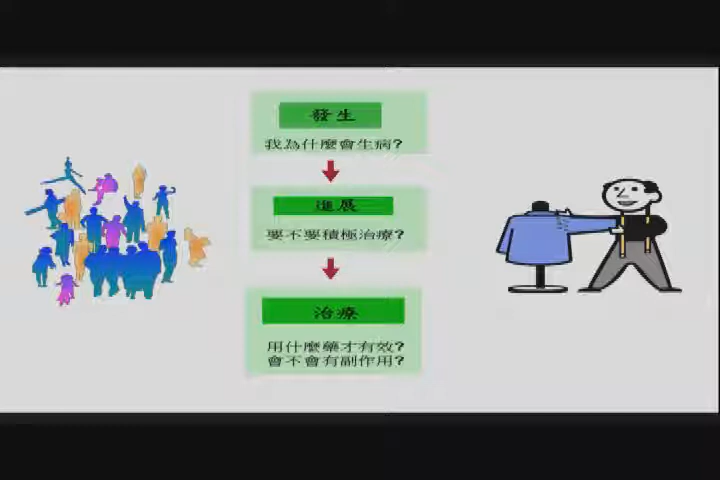 發生
我為什麼會生病?
進展
要不要積極治療?
治療
用什麼藥才有效?
會不會有副作用?